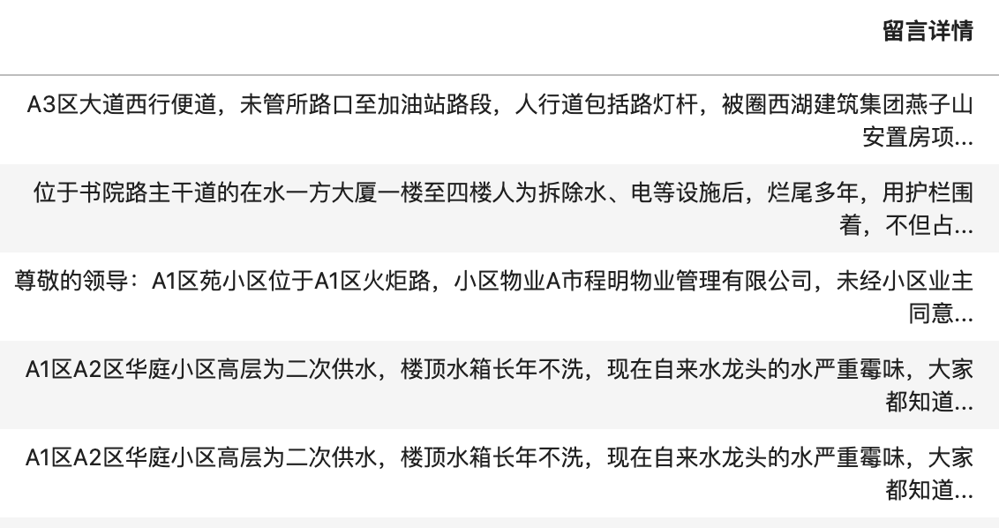 留言详情
A3区大道西行便道，未管所路口至加油站路段，人行道包括路灯杆，被圈西湖建筑集团燕子山
安置房项...
位于书院路主干道的在水一方大厦一楼至四楼人为拆除水、电等设施后，烂尾多年，用护栏围
着，不但占...
尊敬的领导：A1区苑小区位于A1区火炬路，小区物业A市程明物业管理有限公司，未经小区业主
同意...
A1区A2区华庭小区高层为二次供水，楼顶水箱长年不洗，现在自来水龙头的水严重霉味，大家
都知道...
A1区A2区华庭小区高层为二次供水，楼顶水箱长年不洗，现在自来水龙头的水严重霉味，大家
都知道...